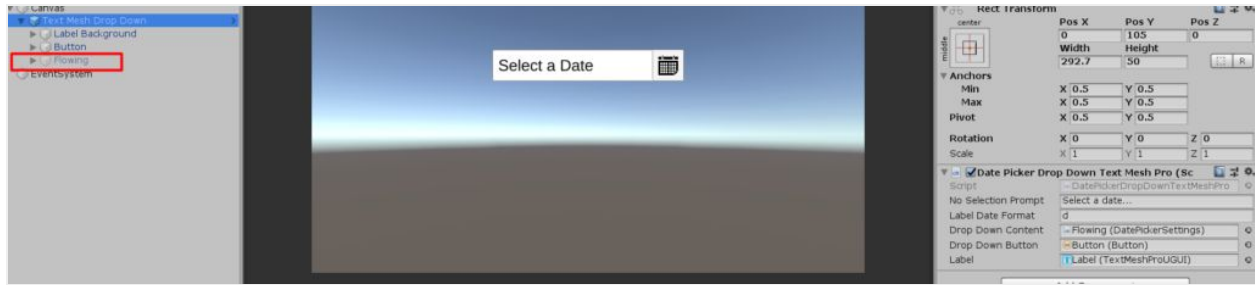 Canvas
Text Mesh Drop Down
Label Background
Button
Flowing
EventSystem
Select a Date
Rect Transform
center
middle
Pos X Pos Y Pos Z
0 105 0
Width Height
292.7 50
R
Anchors
Min X 0.5 Y 0.5
Max X 0.5 Y 0.5
Pivot X 0.5 Y 0.5
Rotation X 0 Y 0 Z 0
Scale X 1 Y 1 Z 1
Date Picker Drop Down Text Mesh Pro (Sc
Script DatePickerDropDownTextMeshPro
No Selection Prompt Select a date...
Label Date Format d
Drop Down Content Flowing (DatePickerSettings)
Drop Down Button Button (Button)
Label Label (TextMeshProUGUI)